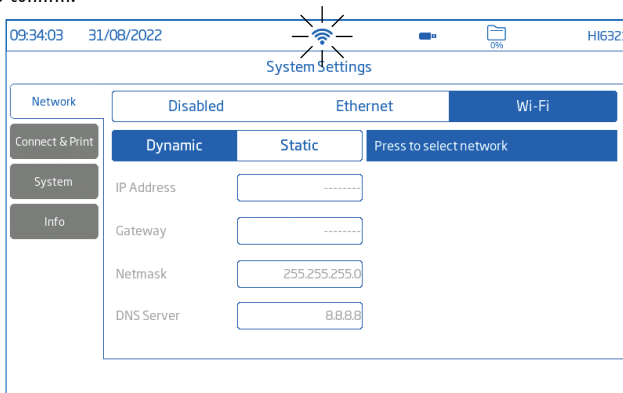 09:34:03 31/08/2022 0% HI632
System Settings
Network Disabled Ethernet Wi-Fi
Connect & Print Dynamic Static Press to select network
System IP Address --------
Info
Gateway --------
Netmask 255.255.255.0
DNS Server 8.8.8.8